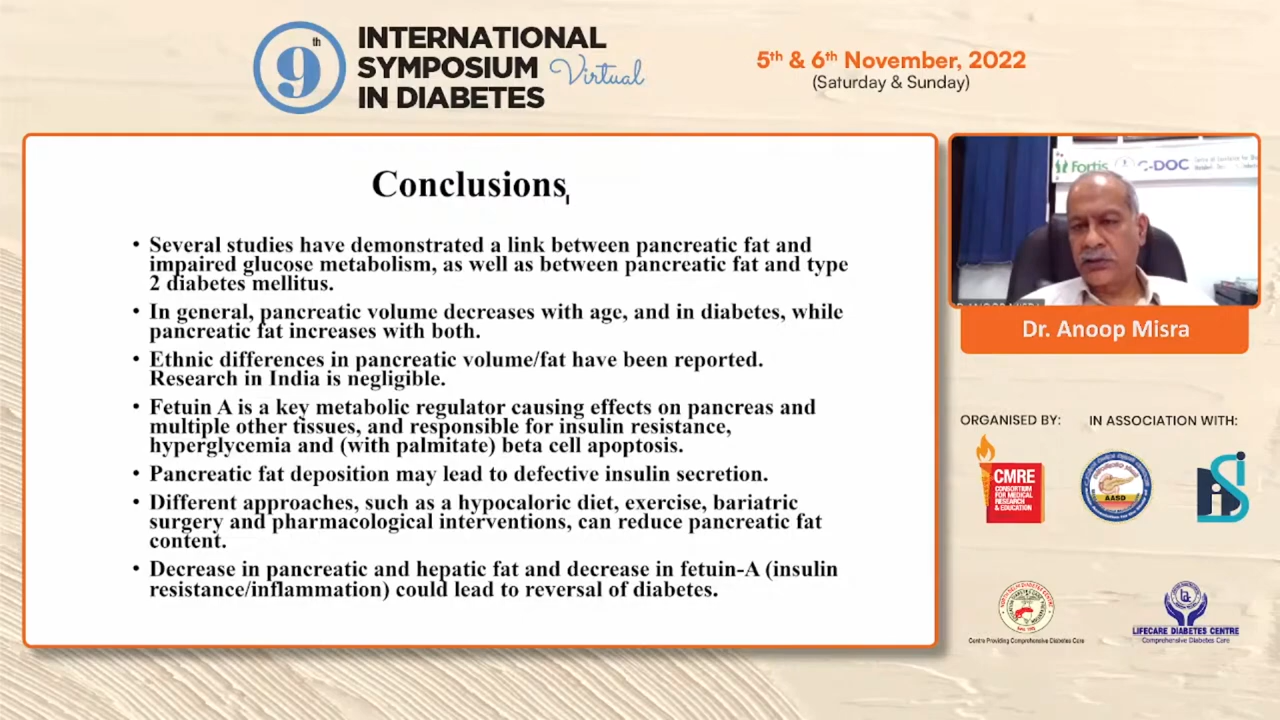 9th
INTERNATIONAL
SYMPOSIUM Virtual
IN DIABETES
5th & 6th November, 2022
(Saturday & Sunday)
Conclusions
• Several studies have demonstrated a link between pancreatic fat and
impaired glucose metabolism, as well as between pancreatic fat and type
2 diabetes mellitus.
• In general, pancreatic volume decreases with age, and in diabetes, while
pancreatic fat increases with both.
• Ethnic differences in pancreatic volume/fat have been reported.
Research in India is negligible.
• Fetuin A is a key metabolic regulator causing effects on pancreas and
multiple other tissues, and responsible for insulin resistance,
hyperglycemia and (with palmitate) beta cell apoptosis.
• Pancreatic fat deposition may lead to defective insulin secretion.
• Different approaches, such as a hypocaloric diet, exercise, bariatric
surgery and pharmacological interventions, can reduce pancreatic fat
content.
• Decrease in pancreatic and hepatic fat and decrease in fetuin-A (insulin
resistance/inflammation) could lead to reversal of diabetes.
Fortis C-DOC
Dr. Anoop Misra
ORGANISED BY:
IN ASSOCIATION WITH:
CMRE
CONSORTIUM
FOR MEDICAL
RESEARCH
& EDUCATION
AASD
Centre Providing Comprehensive Diabetes Care
LIFECARE DIABETES CENTRE
Comprehensive Diabetes Care